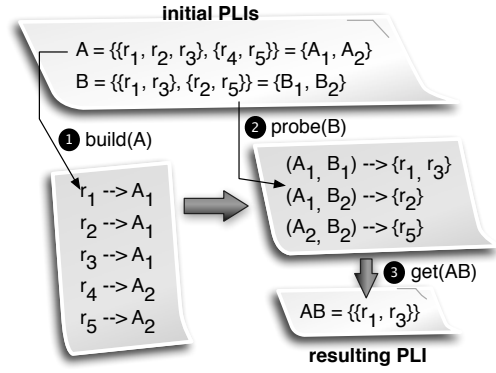 initial PLIs
A = {{r1, r2, r3}, {r4, r5}} = {A1, A2}
B = {{r1, r3}, {r2, r5}} = {B1, B2}
1 build(A)
2 probe(B)
r1 --> A1
r2 --> A1
r3 --> A1
r4 --> A2
r5 --> A2
(A1, B1) --> {r1, r3}
(A1, B2) --> {r2}
(A2, B2) --> {r5}
3 get(AB)
AB = {{r1, r3}}
resulting PLI